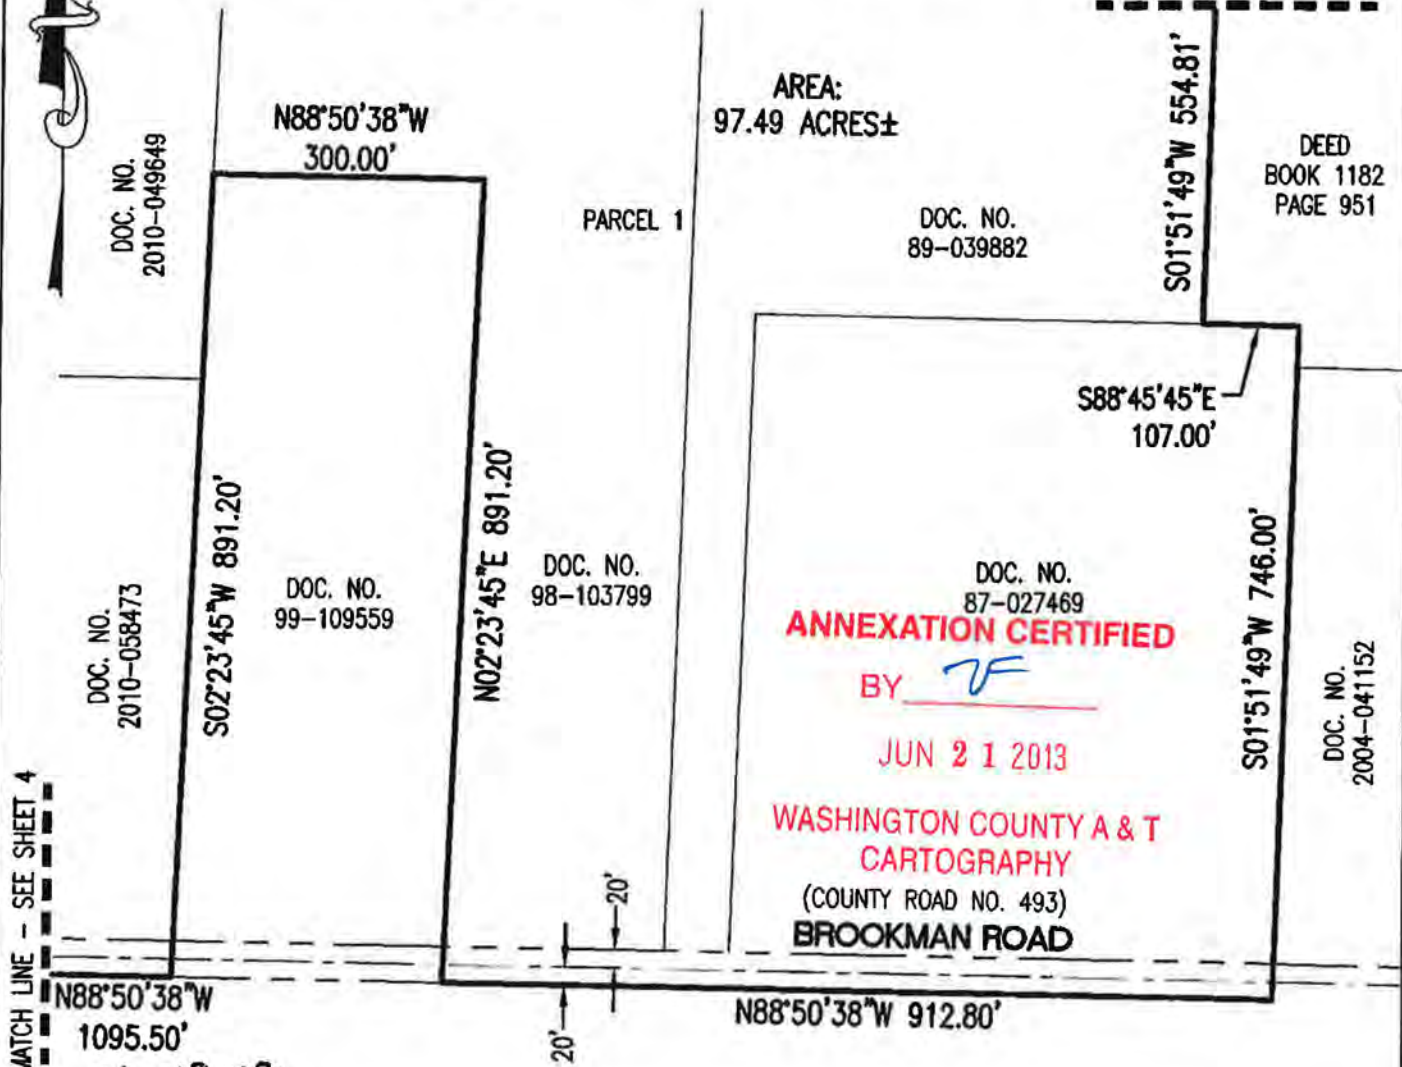 N88°50'38"W
300.00'
AREA:
97.49 ACRES±
S01°51'49"W 554.81'
DEED
BOOK 1182
PAGE 951
DOC. NO.
2010-049649
PARCEL 1
DOC. NO.
89-039882
S88°45'45"E
107.00'
S02°23'45"W 891.20'
N02°23'45"E 891.20'
DOC. NO.
99-109559
DOC. NO.
98-103799
DOC. NO.
87-027469
ANNEXATION CERTIFIED
BY
JUN 21 2013
WASHINGTON COUNTY A & T
CARTOGRAPHY
(COUNTY ROAD NO. 493)
BROOKMAN ROAD
S01°51'49"W 746.00'
DOC. NO.
2004-041152
DOC. NO.
2010-058473
MATCH LINE - SEE SHEET 4
20'
20'
N88°50'38"W
1095.50'
N88°50'38"W 912.80'